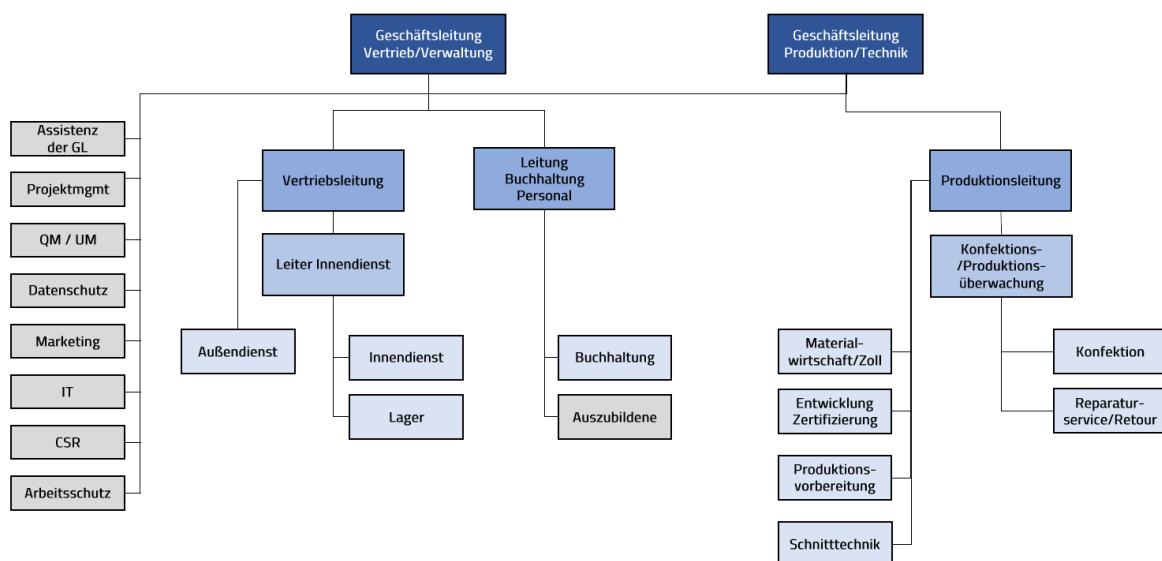 Geschäftsleitung
Vertrieb/Verwaltung
Geschäftsleitung
Produktion/Technik
Assistenz
der GL
Projektmgmt
QM / UM
Datenschutz
Marketing
IT
CSR
Arbeitsschutz
Vertriebsleitung
Leiter Innendienst
Außendienst
Innendienst
Lager
Leitung
Buchhaltung
Personal
Buchhaltung
Auszubildene
Produktionsleitung
Konfektions-
/Produktions-
überwachung
Material-
wirtschaft/Zoll
Entwicklung
Zertifizierung
Produktions-
vorbereitung
Schnitttechnik
Konfektion
Reparatur-
service/Retour